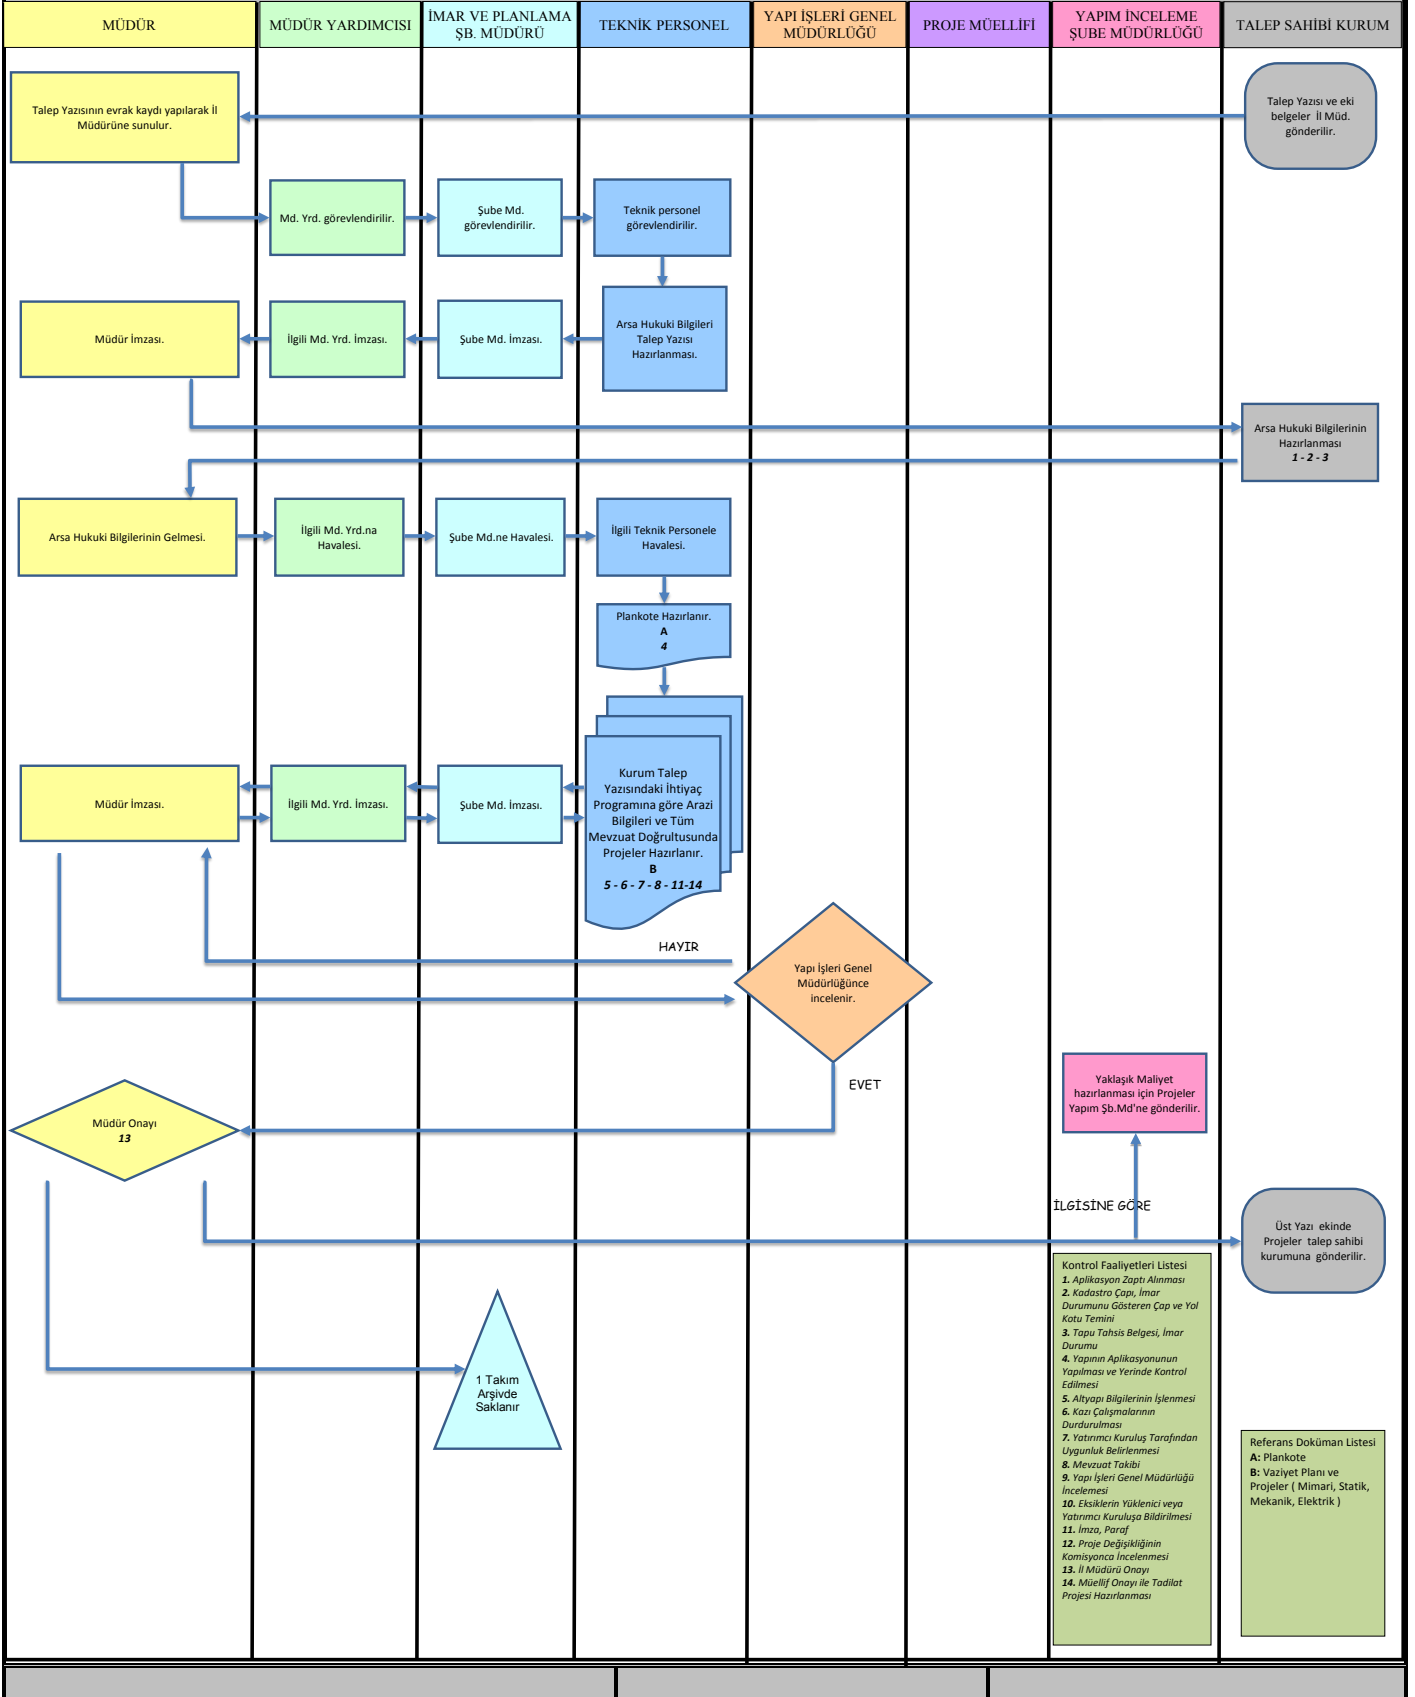 MÜDÜR
MÜDÜR YARDIMCISI
İMAR VE PLANLAMA
ŞB. MÜDÜRÜ
TEKNİK PERSONEL
YAPI İŞLERİ GENEL
MÜDÜRLÜĞÜ
PROJE MÜELLİFİ
YAPIM İNCELEME
ŞUBE MÜDÜRLÜĞÜ
TALEP SAHİBİ KURUM
Talep Yazısının evrak kaydı yapılarak İl
Müdürüne sunulur.
Talep Yazısı ve eki
belgeler İl Müd.
gönderilir.
Md. Yrd. görevlendirilir.
Şube Md.
görevlendirilir.
Teknik personel
görevlendirilir.
Müdür İmzası.
İlgili Md. Yrd. İmzası.
Şube Md. İmzası.
Arsa Hukuki Bilgileri
Talep Yazısı
Hazırlanması.
Arsa Hukuki Bilgilerinin
Hazırlanması
1 - 2 - 3
Arsa Hukuki Bilgilerinin Gelmesi.
İlgili Md. Yrd.na
Havalesi.
Şube Md.ne Havalesi.
İlgili Teknik Personele
Havalesi.
Plankote Hazırlanır.
A
4
Müdür İmzası.
İlgili Md. Yrd. İmzası.
Şube Md. İmzası.
Kurum Talep
Yazısındaki İhtiyaç
Programına göre Arazi
Bilgileri ve Tüm
Mevzuat Doğrultusunda
Projeler Hazırlanır.
B
5 - 6 - 7 - 8 - 11-14
HAYIR
Yapı İşleri Genel
Müdürlüğünce
incelenir.
EVET
Yaklaşık Maliyet
hazırlanması için Projeler
Yapım Şb.Md'ne gönderilir.
Müdür Onayı
13
İLGİSİNE GÖRE
Üst Yazı ekinde
Projeler talep sahibi
kurumuna gönderilir.
1 Takım
Arşivde
Saklanır
Kontrol Faaliyetleri Listesi
1. Aplikasyon Zaptı Alınması
2. Kadastro Çapı, İmar
Durumunu Gösteren Çap ve Yol
Kotu Temini
3. Tapu Tahsis Belgesi, İmar
Durumu
4. Yapının Aplikasyonunun
Yapılması ve Yerinde Kontrol
Edilmesi
5. Altyapı Bilgilerinin İşlenmesi
6. Kazı Çalışmalarının
Durdurulması
7. Yatırımcı Kuruluş Tarafından
Uygunluk Belirlenmesi
8. Mevzuat Takibi
9. Yapı İşleri Genel Müdürlüğü
İncelemesi
10. Eksiklerin Yüklenici veya
Yatırımcı Kuruluşa Bildirilmesi
11. İmza, Paraf
12. Proje Değişikliğinin
Komisyonca İncelenmesi
13. İl Müdürü Onayı
14. Müellif Onayı ile Tadilat
Projesi Hazırlanması
Referans Doküman Listesi
A: Plankote
B: Vaziyet Planı ve
Projeler ( Mimari, Statik,
Mekanik, Elektrik )